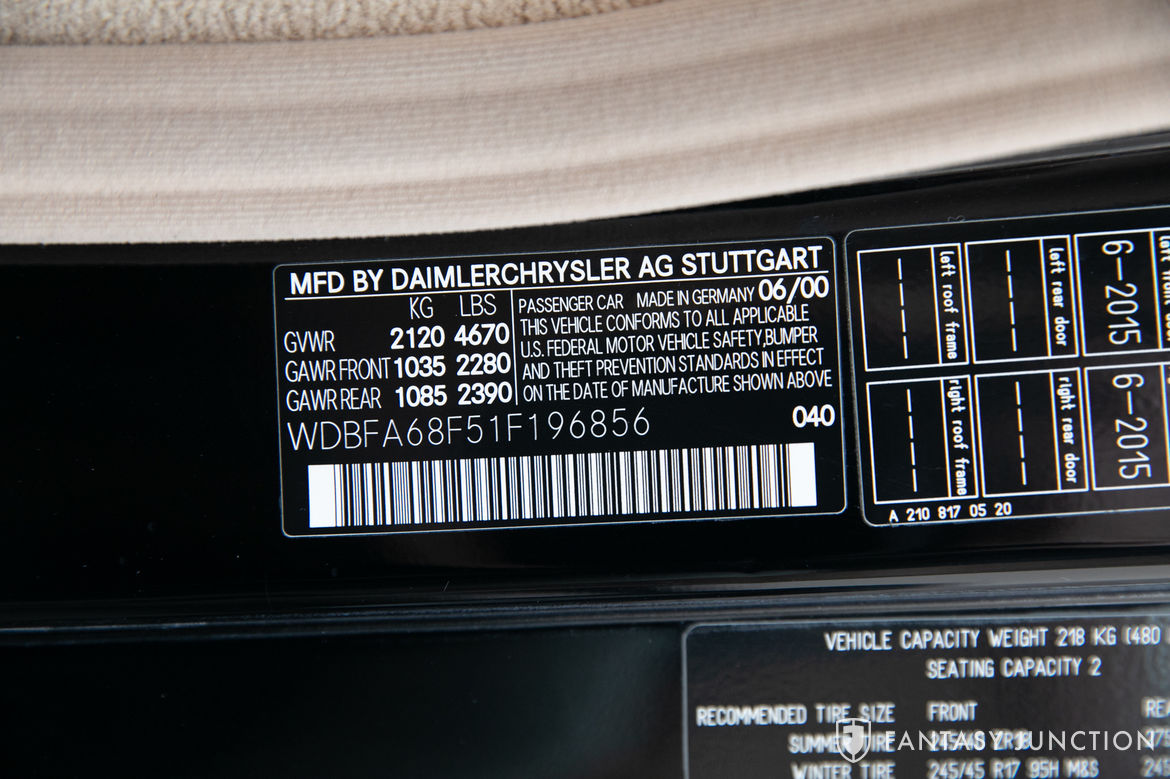 MFD BY DAIMLERCHRYSLER AG STUTTGART
KG LBS
GVWR 2120 4670
GAWR FRONT 1035 2280
GAWR REAR 1085 2390
PASSENGER CAR MADE IN GERMANY 06/00
THIS VEHICLE CONFORMS TO ALL APPLICABLE
U.S. FEDERAL MOTOR VEHICLE SAFETY,BUMPER
AND THEFT PREVENTION STANDARDS IN EFFECT
ON THE DATE OF MANUFACTURE SHOWN ABOVE
WDBFA68F51F196856 040
left roof frame
left rear door
6-2015
right roof frame
right rear door
6-2015
A 210 817 05 20
VEHICLE CAPACITY WEIGHT 218 KG (480
SEATING CAPACITY 2
RECOMMENDED TIRE SIZE FRONT
SUMMER TIRE
WINTER TIRE 245/45 R17 95H M&S
FANTASY JUNCTION